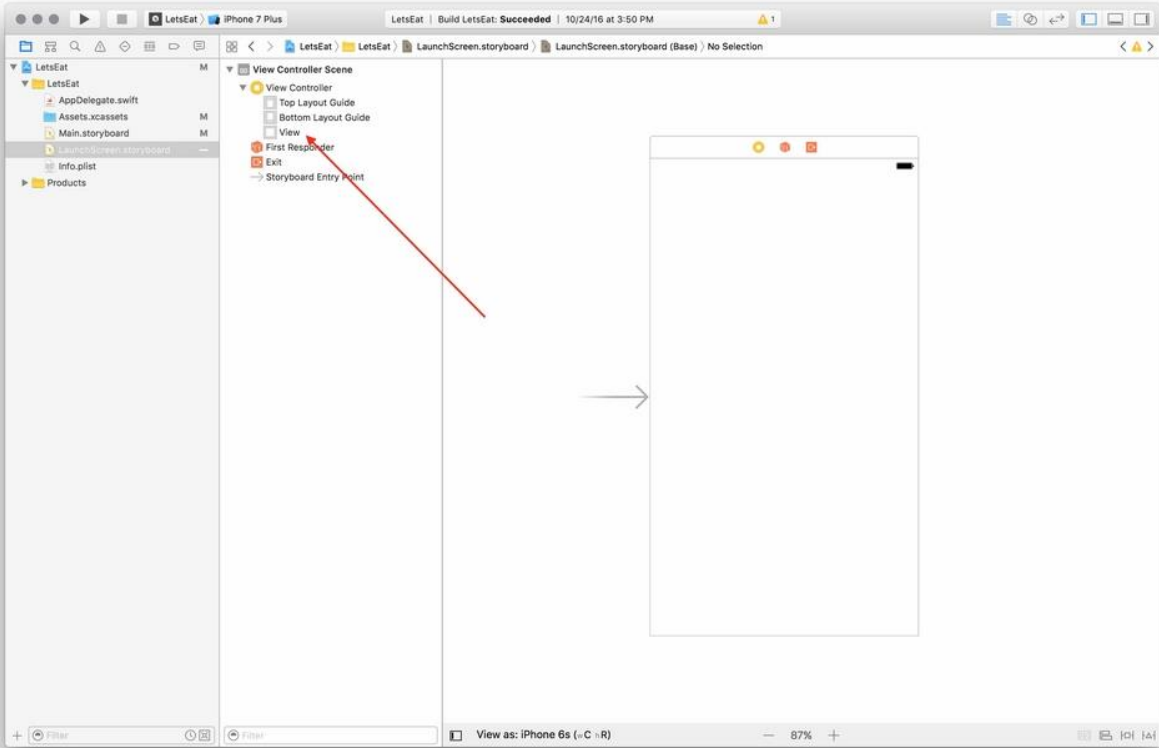 LetsEat 〉 iPhone 7 Plus
LetsEat | Build LetsEat: Succeeded | 10/24/16 at 3:50 PM
1
LetsEat 〉 LetsEat 〉 LaunchScreen.storyboard 〉 LaunchScreen.storyboard (Base) 〉 No Selection
LetsEat M
LetsEat
AppDelegate.swift
Assets.xcassets M
Main.storyboard M
LaunchScreen.storyboard —
Info.plist
Products
View Controller Scene
View Controller
Top Layout Guide
Bottom Layout Guide
View
First Responder
Exit
Storyboard Entry Point
Filter
Filter
View as: iPhone 6s (wC hR)
— 87% +